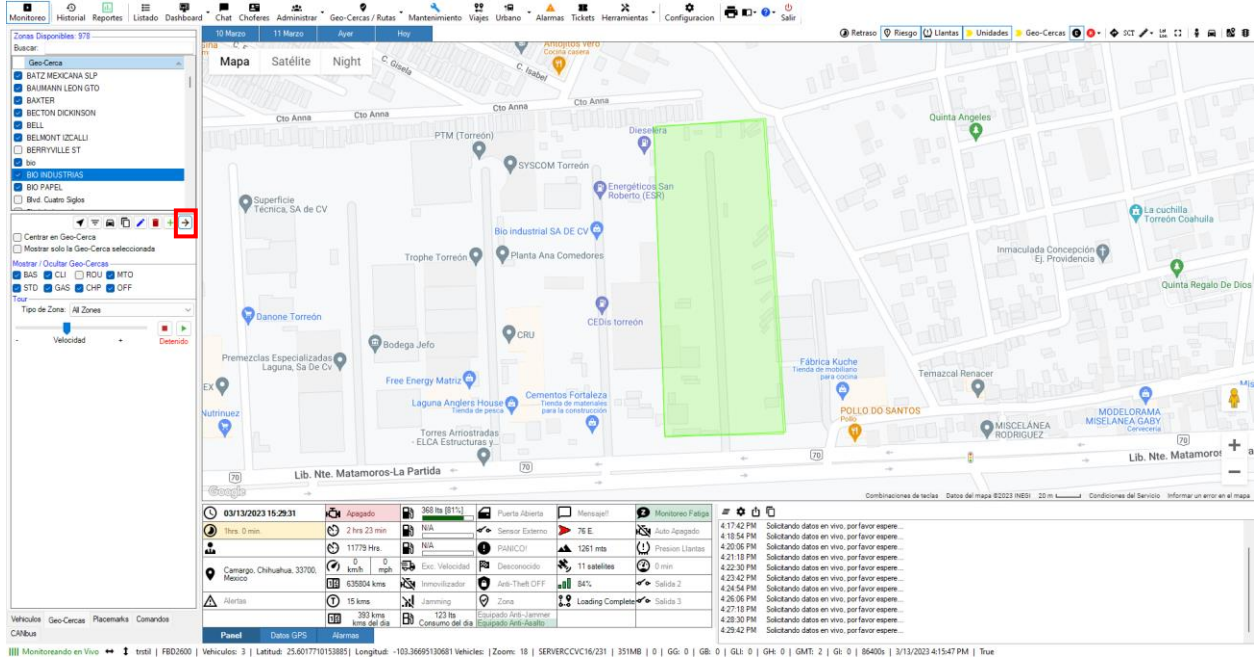 Monitoreo Historial Reportes Listado Dashboard Chat Choferes Administrar Geo-Cercas / Rutas Mantenimiento Viajes Urbano Alarmas Tickets Herramientas Configuracion Salir
Zonas Disponibles: 978
Buscar:
Geo-Cerca
BATZ MEXICANA SLP
BAUMANN LEON GTO
BAXTER
BECTON DICKINSON
BELL
BELMONT IZCALLI
BERRYVILLE ST
bio
BIO INDUSTRIAS
BIO PAPEL
Blvd. Cuatro Siglos
Centrar en Geo-Cerca
Mostrar solo la Geo-Cerca seleccionada
Mostrar / Ocultar Geo-Cercas
BAS CLI ROU MTO
STD GAS CHP OFF
Tour
Tipo de Zona: All Zones
- Velocidad + Detenido
Vehiculos Geo-Cercas Placemarks Comandos
CANbus
10 Marzo 11 Marzo Ayer Hoy
Retraso Riesgo Llantas Unidades Geo-Cercas SCT
Mapa Satélite Night
C. Gisela
C. Isabel
Antojitos Vero
Cocina casera
Cto Anna
Cto Anna
Cto Anna
Cto Anna
PTM (Torreón)
Dieselera
Quinta Angeles
SYSCOM Torreón
Energéticos San
Roberto (ESR)
Superficie
Técnica, SA de CV
La cuchilla
Torreón Coahuila
Bio industrial SA DE CV
Trophe Torreón
Planta Ana Comedores
Inmaculada Concepción
Ej. Providencia
Quinta Regalo De Dios
Danone Torreón
CEDis torreón
CRU
Bodega Jefo
Premezclas Especializadas
Laguna, Sa De Cv
Fábrica Kuche
Tienda de mobiliario
para cocina
Temazcal Renacer
EX
Free Energy Matriz
Laguna Anglers House
Tienda de pesca
Cementos Fortaleza
Tienda de materiales
para la construcción
Nutrinuez
POLLO DO SANTOS
Pollo
MODELORAMA
MISELANEA GABY
Cervecería
MISCELÁNEA
RODRIGUEZ
Torres Arriostradas
- ELCA Estructuras
y...
70
70
70
70
Lib. Nte. Matamoros-La Partida
Lib. Nte. Matamoros
Google
Combinaciones de teclas Datos del mapa ©2023 INEGI 20 m Condiciones del Servicio Informar un error en el mapa
03/13/2023 15:29:31 Apagado 368 lts [81%] Puerta Abierta Mensaje!! Monitoreo Fatiga
1hrs. 0 min. 2 hrs 23 min N/A Sensor Externo 76 E. Auto Apagado
11779 Hrs. N/A PANICO! 1261 mts Presion Llantas
Camargo, Chihuahua, 33700, Mexico 0 km/h 0 mph Exc. Velocidad Desconocido 11 satelites 0 min
635804 kms Inmovilizador Anti-Theft OFF 84% Salida 2
Alertas 15 kms Jamming Zona Loading Complete Salida 3
393 kms kms del dia 123 lts Consumo del dia Equipado Anti-Jammer Equipado Anti-Asalto
Panel Datos GPS Alarmas
4:17:42 PM Solicitando datos en vivo, por favor espere...
4:18:54 PM Solicitando datos en vivo, por favor espere...
4:20:06 PM Solicitando datos en vivo, por favor espere...
4:21:18 PM Solicitando datos en vivo, por favor espere...
4:22:30 PM Solicitando datos en vivo, por favor espere...
4:23:42 PM Solicitando datos en vivo, por favor espere...
4:24:54 PM Solicitando datos en vivo, por favor espere...
4:26:06 PM Solicitando datos en vivo, por favor espere...
4:27:18 PM Solicitando datos en vivo, por favor espere...
4:28:30 PM Solicitando datos en vivo, por favor espere...
4:29:42 PM Solicitando datos en vivo, por favor espere...
Monitoreando en Vivo trstil | FBD2600 | Vehiculos: 3 | Latitud: 25.6017710153885| Longitud: -103.36695130681 Vehicles: |Zoom: 18 | SERVERCCVC16/231 | 351MB | 0 | GG: 0 | GB: 0 | GLI: 0 | GH: 0 | GMT: 2 | GI: 0 | 86400s | 3/13/2023 4:15:47 PM | True